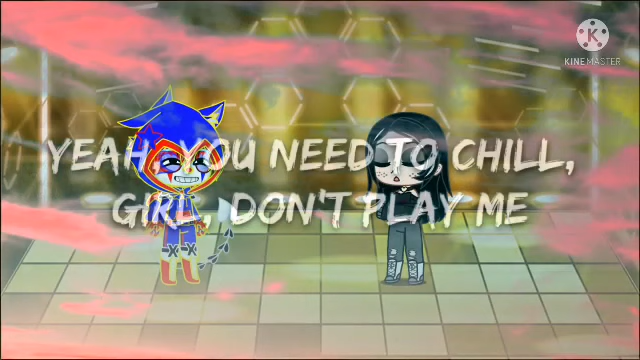 K
KINEMASTER
YEAH, YOU NEED TO CHILL,
GIRL, DON'T PLAY ME